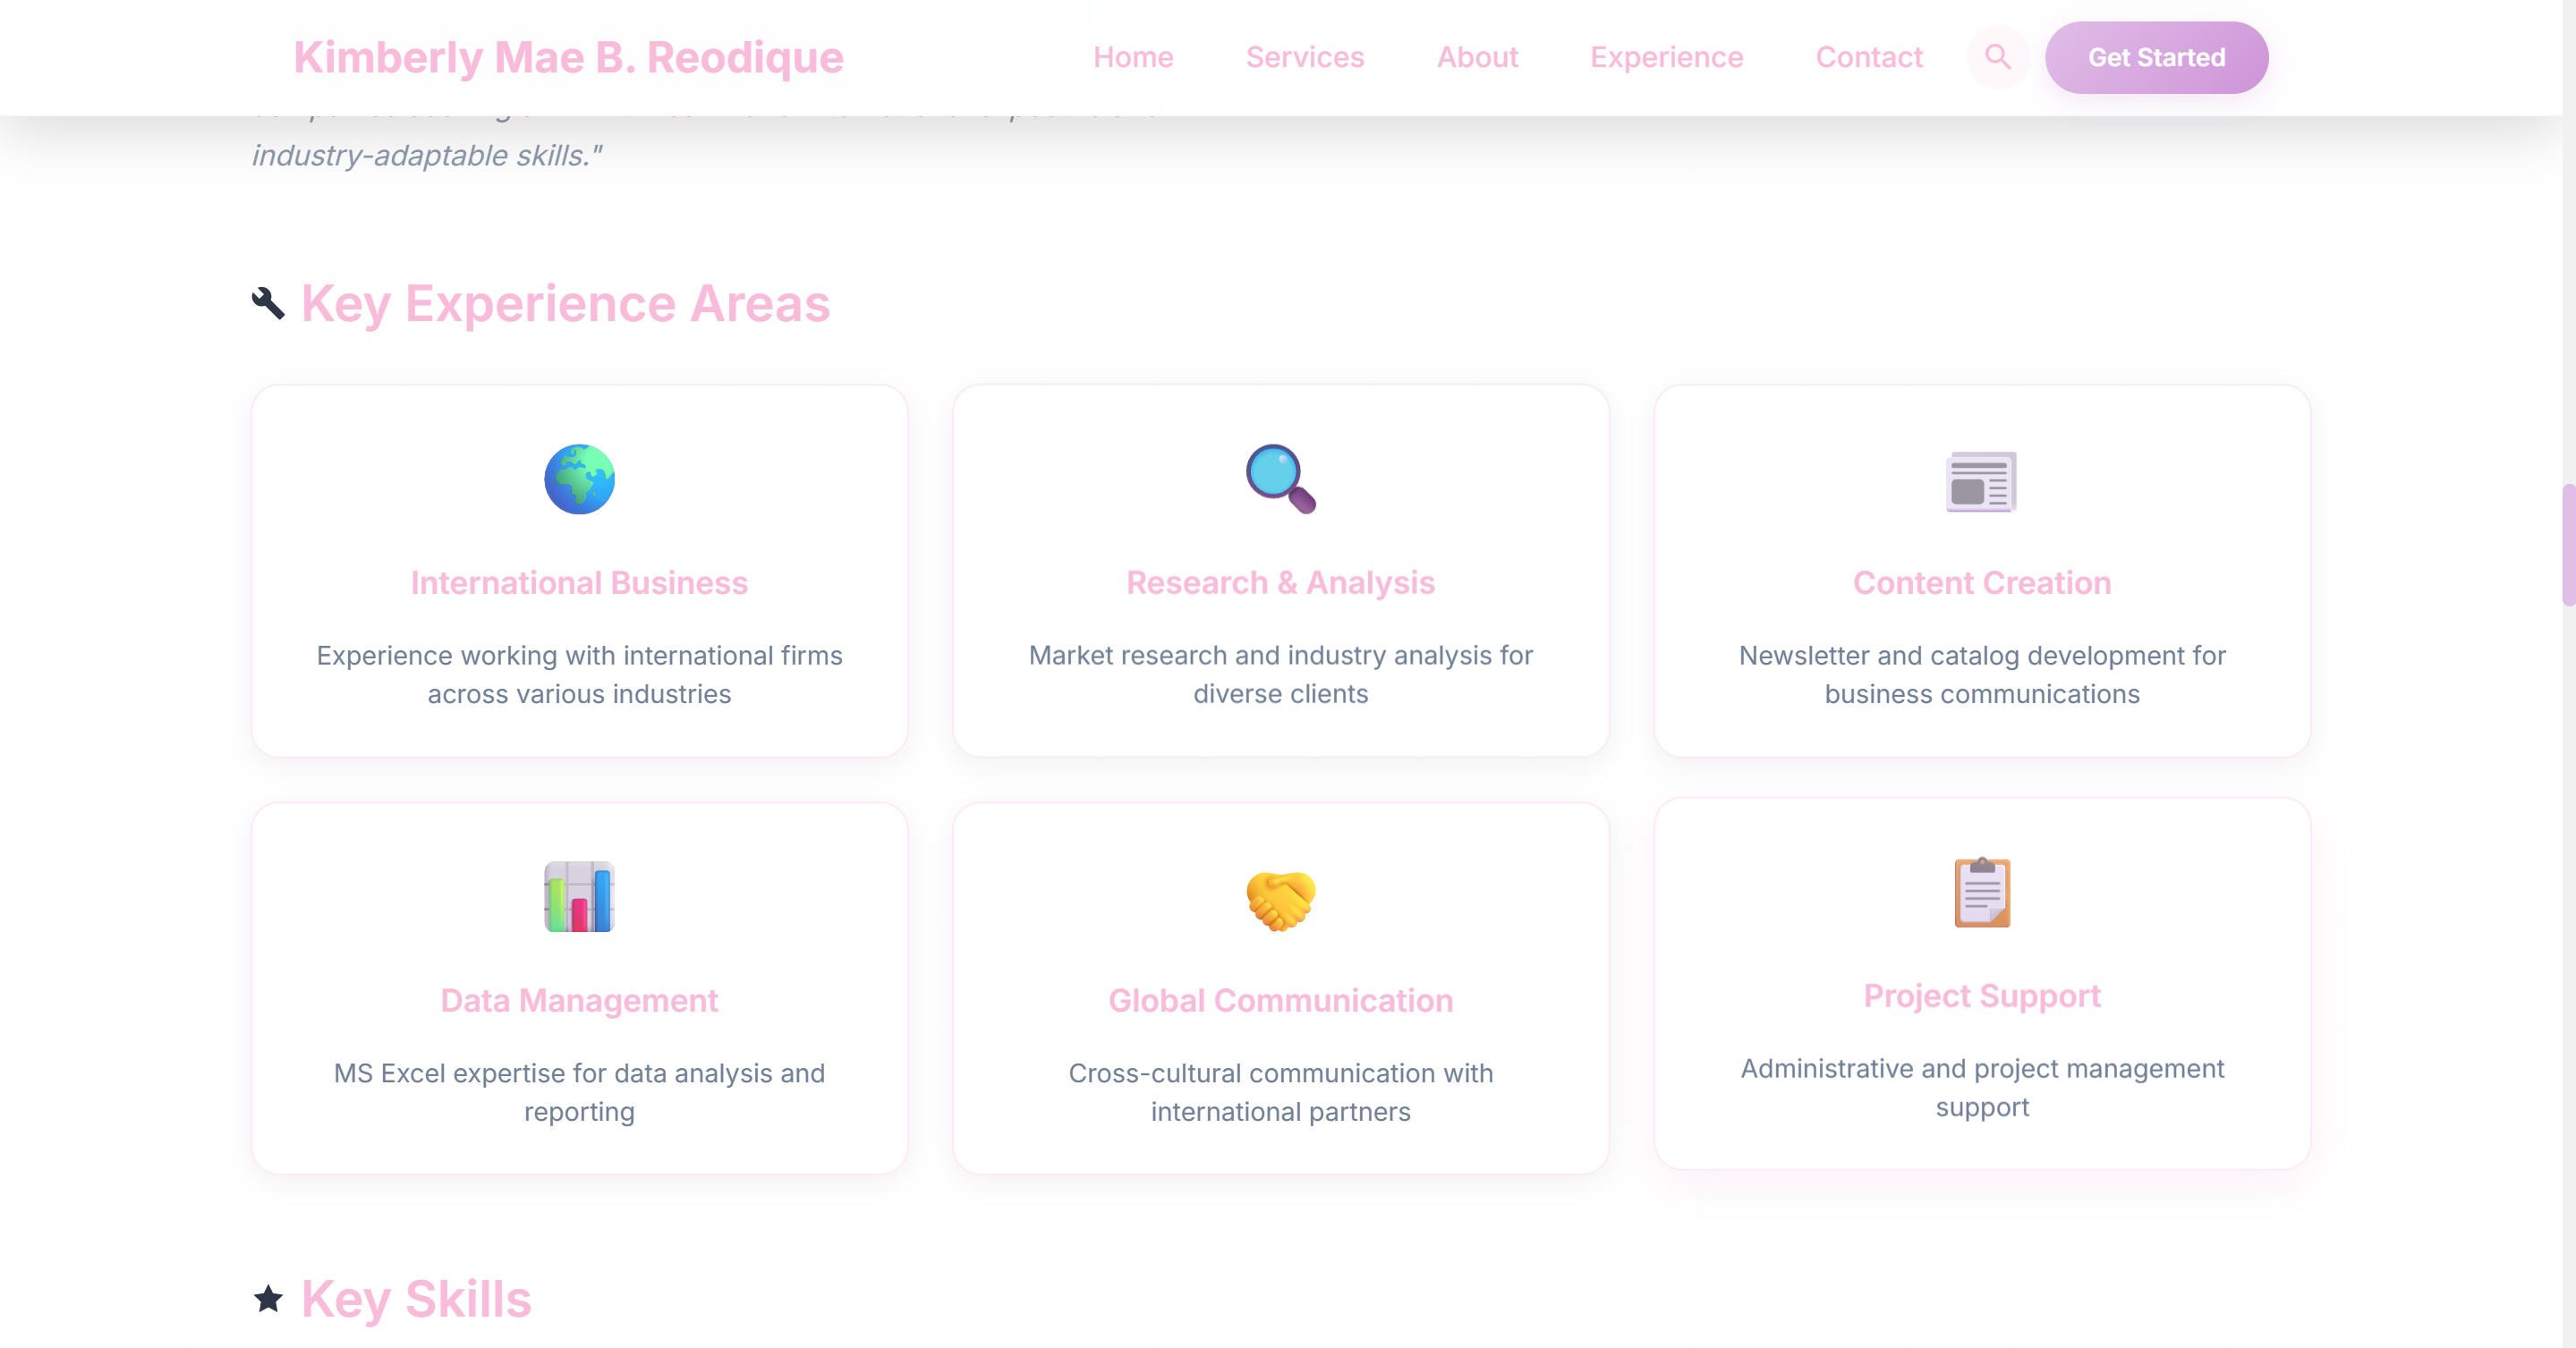 Kimberly Mae B. Reodique
Home
Services
About
Experience
Contact
Get Started
industry-adaptable skills."
Key Experience Areas
International Business
Experience working with international firms
across various industries
Research & Analysis
Market research and industry analysis for
diverse clients
Content Creation
Newsletter and catalog development for
business communications
Data Management
MS Excel expertise for data analysis and
reporting
Global Communication
Cross-cultural communication with
international partners
Project Support
Administrative and project management
support
Key Skills